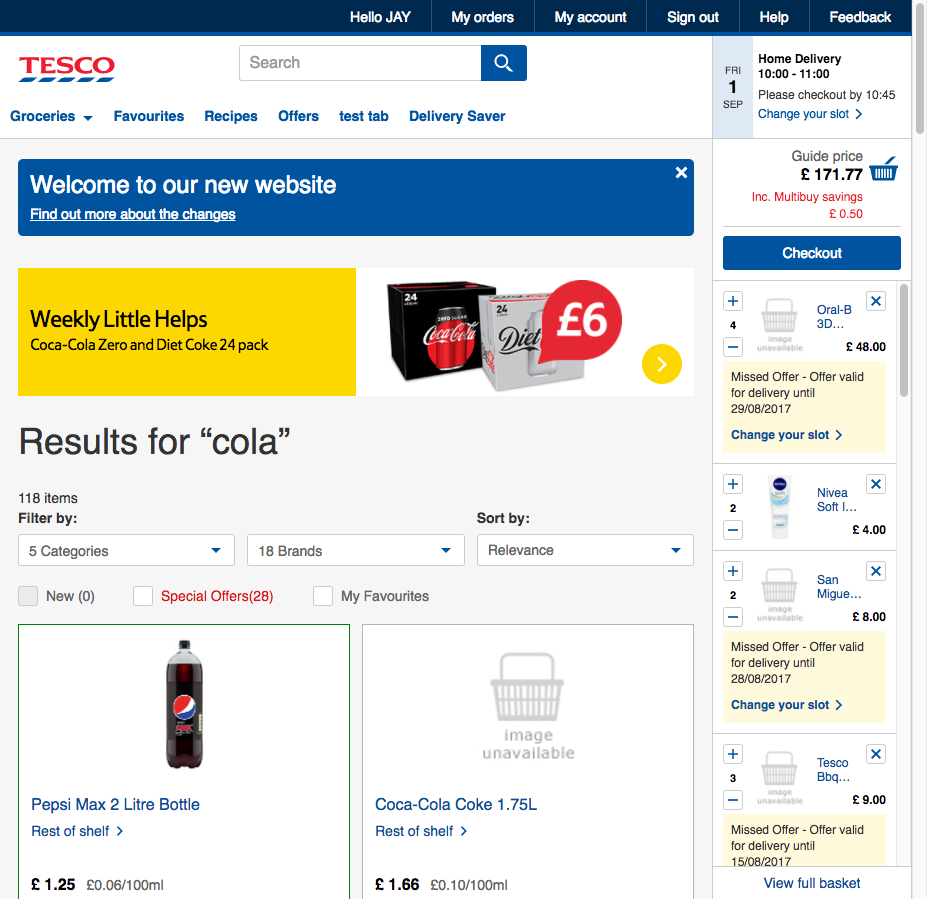 Hello JAY
My orders
My account
Sign out
Help
Feedback
TESCO
Search
Groceries
Favourites
Recipes
Offers
test tab
Delivery Saver
FRI
1
SEP
Home Delivery
10:00 - 11:00
Please checkout by 10:45
Change your slot
Guide price
£ 171.77
Inc. Multibuy savings
£ 0.50
Checkout
Welcome to our new website
Find out more about the changes
Weekly Little Helps
Coca-Cola Zero and Diet Coke 24 pack
24
zero SUGAR
Coca-Cola
24
Diet
£6
Results for “cola”
118 items
Filter by:
Sort by:
5 Categories
18 Brands
Relevance
New (0)
Special Offers(28)
My Favourites
Pepsi Max 2 Litre Bottle
Rest of shelf
£ 1.25 £0.06/100ml
image
unavailable
Coca-Cola Coke 1.75L
Rest of shelf
£ 1.66 £0.10/100ml
4
image
unavailable
Oral-B
3D...
£ 48.00
Missed Offer - Offer valid
for delivery until
29/08/2017
Change your slot
2
NIVEA
Nivea
Soft I...
£ 4.00
2
image
unavailable
San
Migue...
£ 8.00
Missed Offer - Offer valid
for delivery until
28/08/2017
Change your slot
3
image
unavailable
Tesco
Bbq...
£ 9.00
Missed Offer - Offer valid
for delivery until
15/08/2017
View full basket